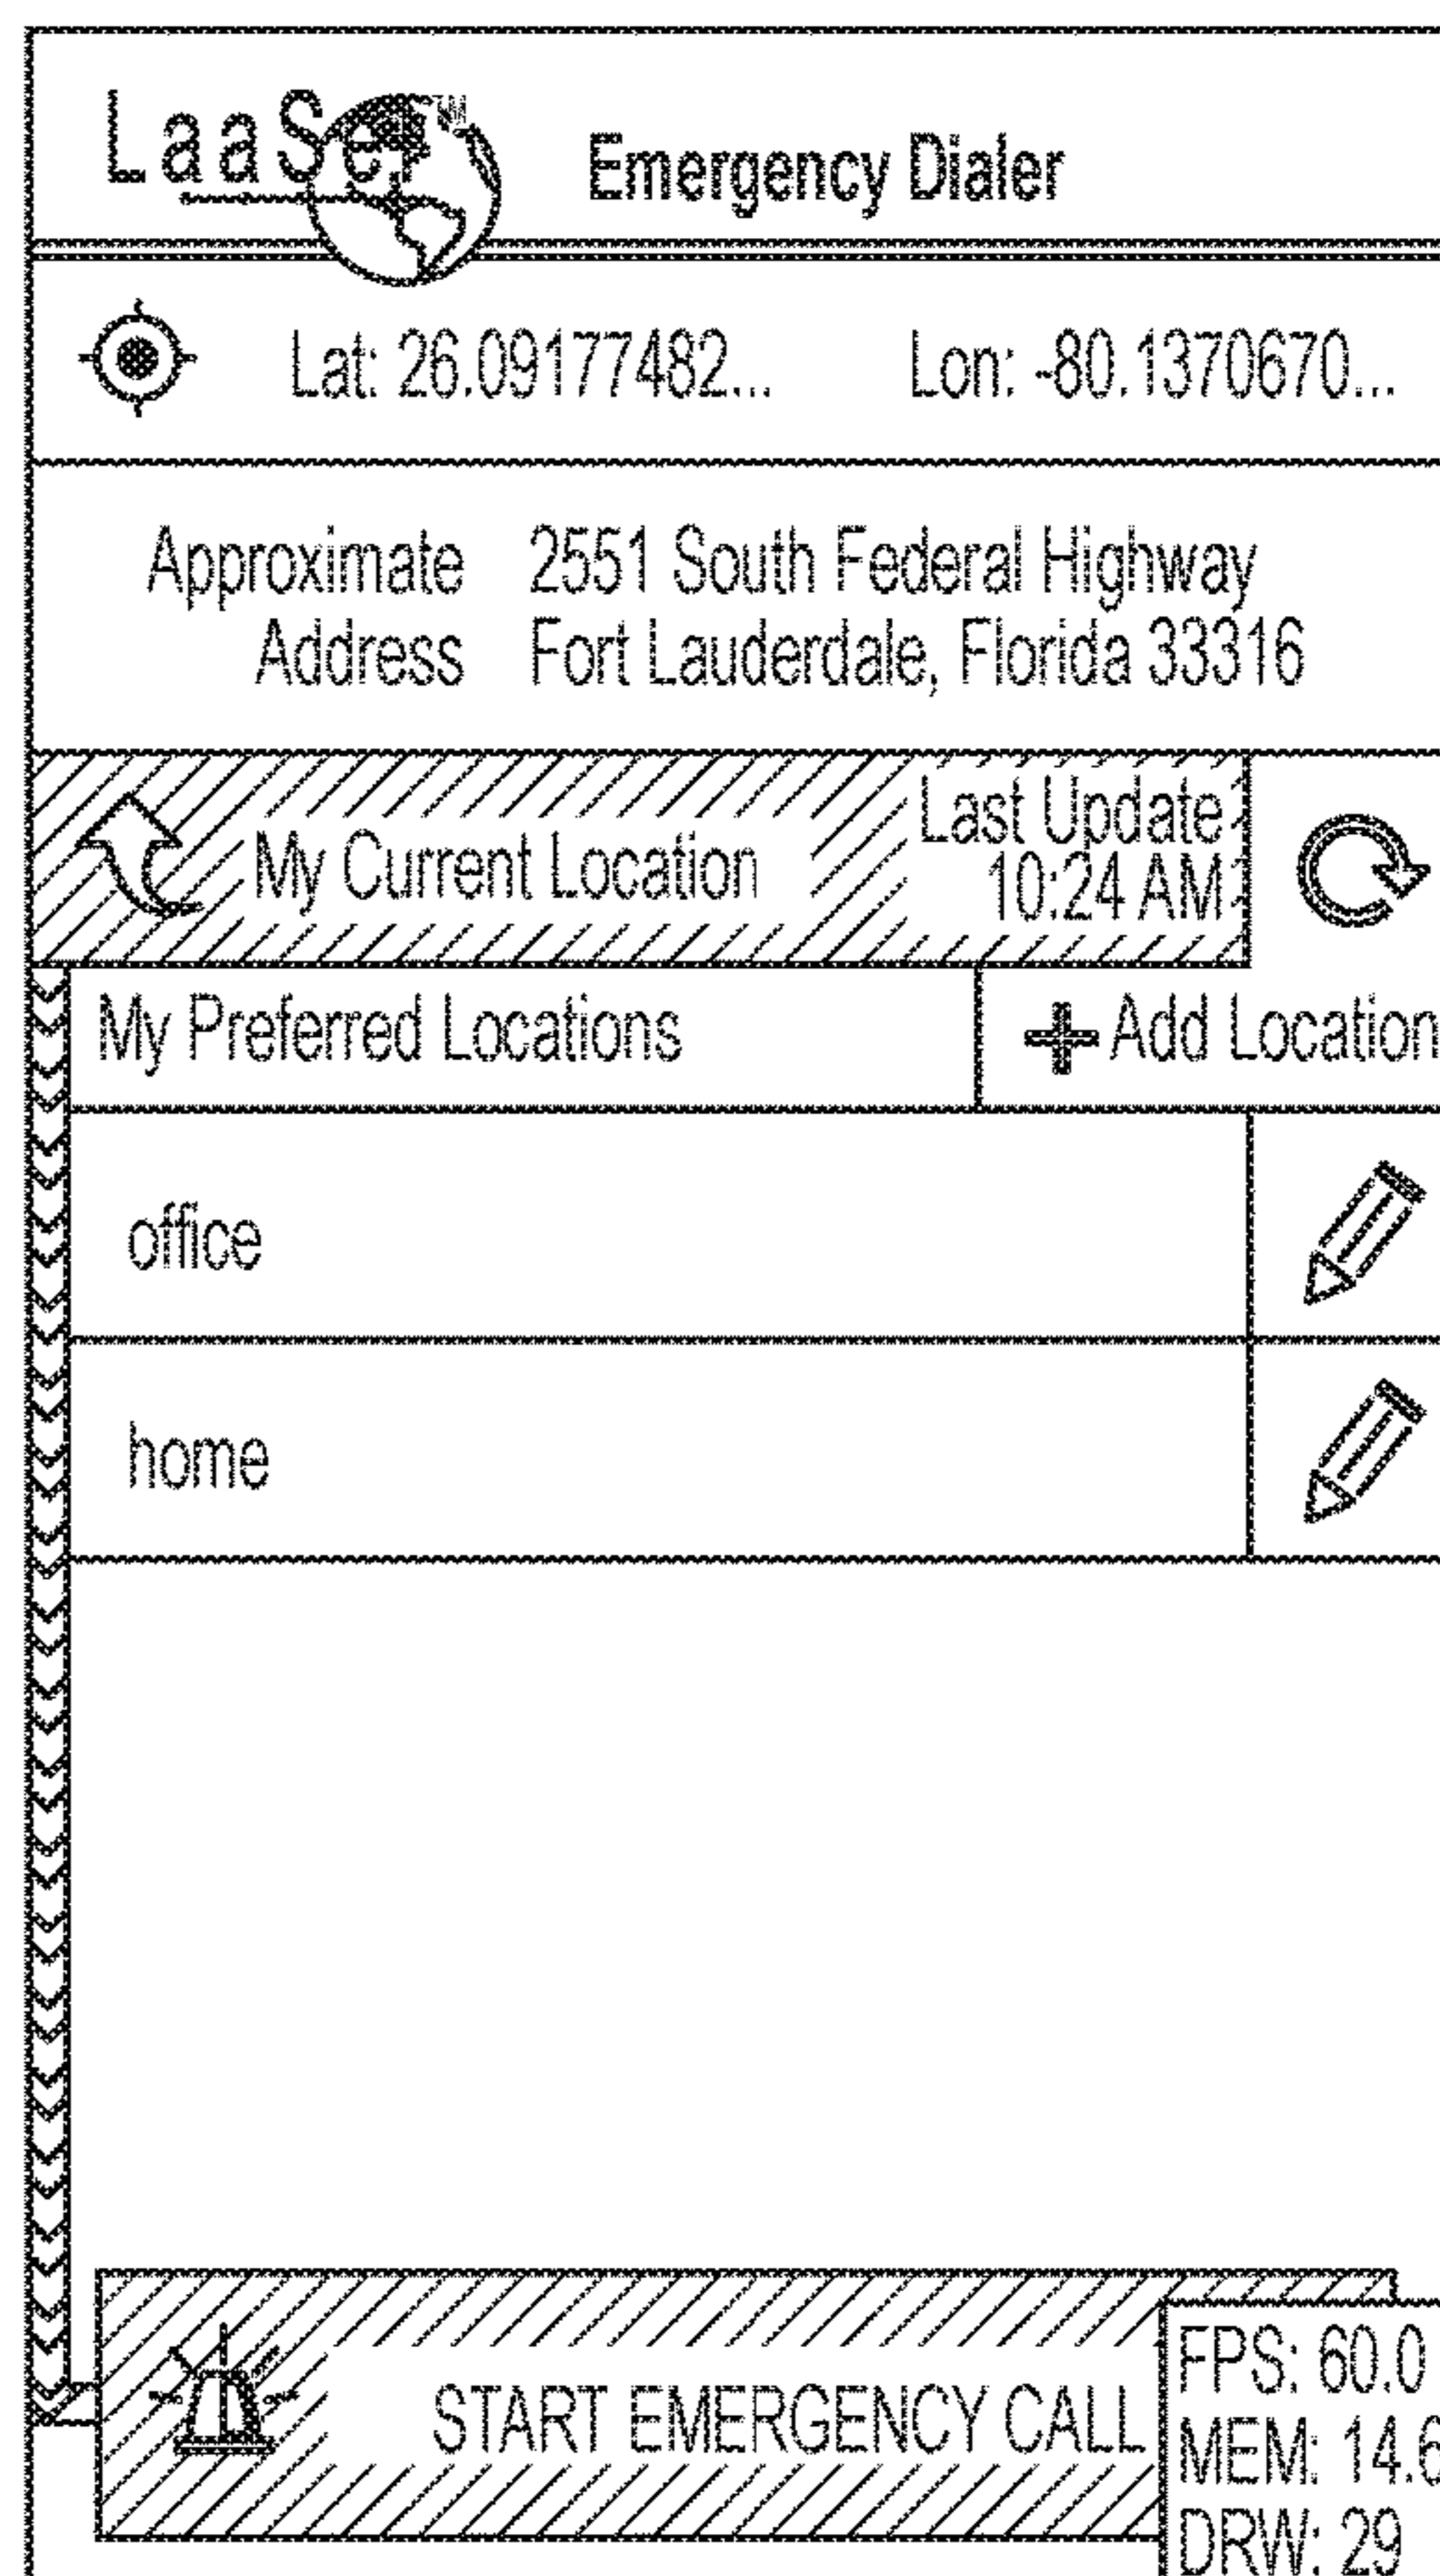 LaaSer™ Emergency Dialer
Lat: 26.09177482... Lon: -80.1370670...
Approximate 2551 South Federal Highway
Address Fort Lauderdale, Florida 33316
Last Update
My Current Location
10:24 AM
My Preferred Locations + Add Location
office
home
FPS: 60.0
START EMERGENCY CALL
MEM: 14.6
DRW: 29